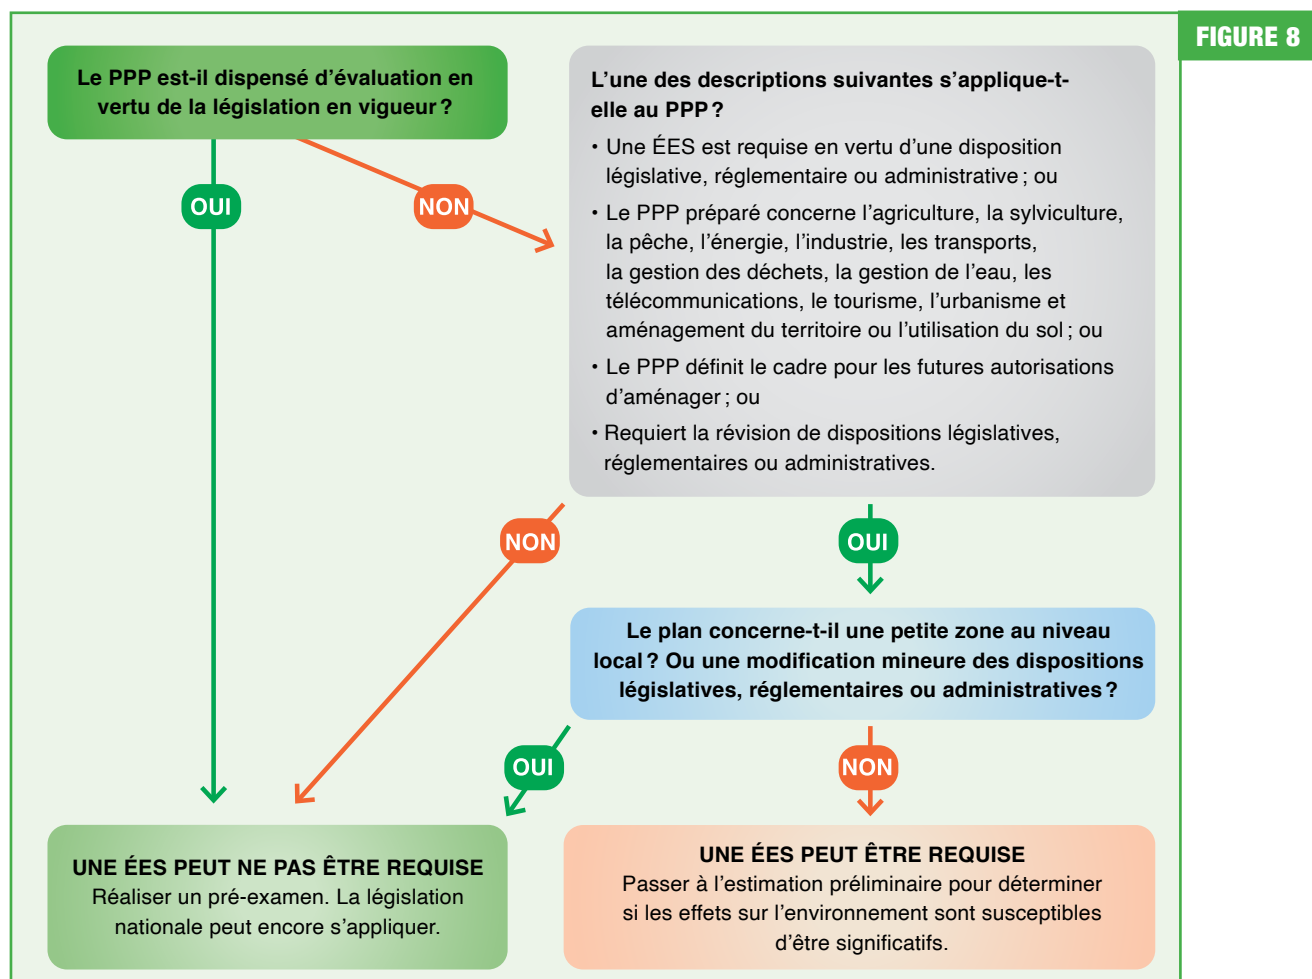 FIGURE 8
Le PPP est-il dispensé d’évaluation en
vertu de la législation en vigueur ?
OUI
NON
L’une des descriptions suivantes s’applique-t-
elle au PPP ?
• Une ÉES est requise en vertu d’une disposition
législative, réglementaire ou administrative ; ou
• Le PPP préparé concerne l’agriculture, la sylviculture,
la pêche, l’énergie, l’industrie, les transports,
la gestion des déchets, la gestion de l’eau, les
télécommunications, le tourisme, l’urbanisme et
aménagement du territoire ou l’utilisation du sol ; ou
• Le PPP définit le cadre pour les futures autorisations
d’aménager ; ou
• Requiert la révision de dispositions législatives,
réglementaires ou administratives.
NON
OUI
Le plan concerne-t-il une petite zone au niveau
local ? Ou une modification mineure des dispositions
législatives, réglementaires ou administratives ?
OUI
NON
UNE ÉES PEUT NE PAS ÊTRE REQUISE
Réaliser un pré-examen. La législation
nationale peut encore s’appliquer.
UNE ÉES PEUT ÊTRE REQUISE
Passer à l’estimation préliminaire pour déterminer
si les effets sur l’environnement sont susceptibles
d’être significatifs.